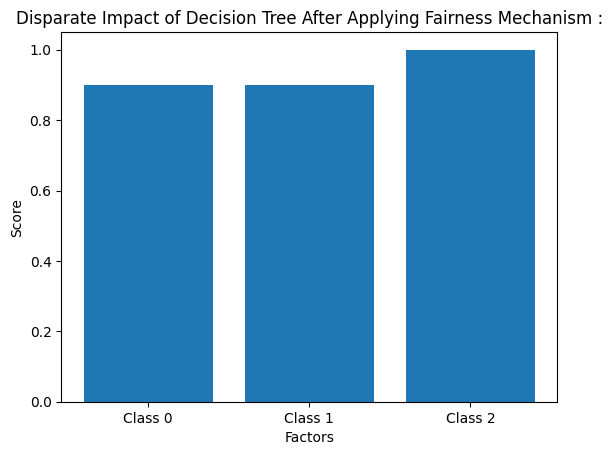 Disparate Impact of Decision Tree After Applying Fairness Mechanism :
1.0
0.8
0.6
0.4
0.2
0.0
Score
Class 0 Class 1 Class 2
Factors